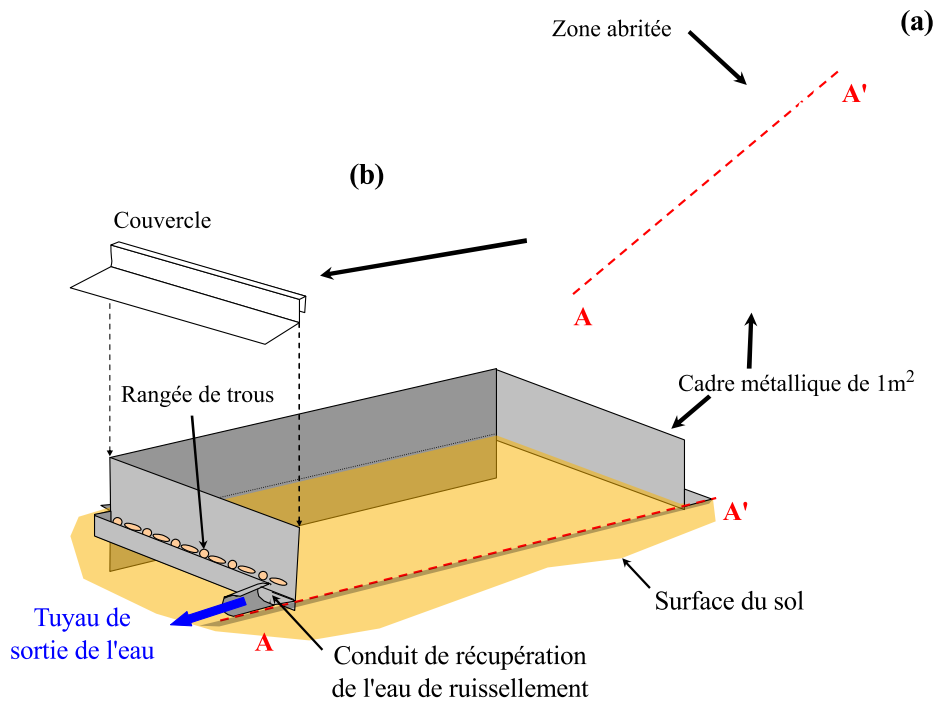 (a)
Zone abritée
A'
(b)
Couvercle
A
Rangée de trous
Cadre métallique de 1m²
A'
Surface du sol
Tuyau de
sortie de l'eau
A
Conduit de récupération
de l'eau de ruissellement